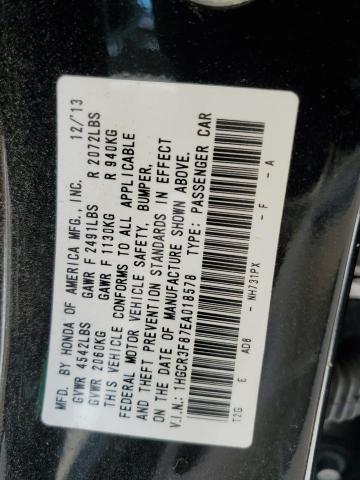 MFD. BY HONDA OF AMERICA MFG., INC. 12/'13
GVWR 4542LBS GAWR F 2491LBS R 2072LBS
GVWR 2060KG GAWR F 1130KG R 940KG
THIS VEHICLE CONFORMS TO ALL APPLICABLE
FEDERAL MOTOR VEHICLE SAFETY, BUMPER,
AND THEFT PREVENTION STANDARDS IN EFFECT
ON THE DATE OF MANUFACTURE SHOWN ABOVE.
V.I.N.: 1HGCR3F87EA018578 TYPE: PASSENGER CAR
T2G E AD8 - NH731PX - F - A